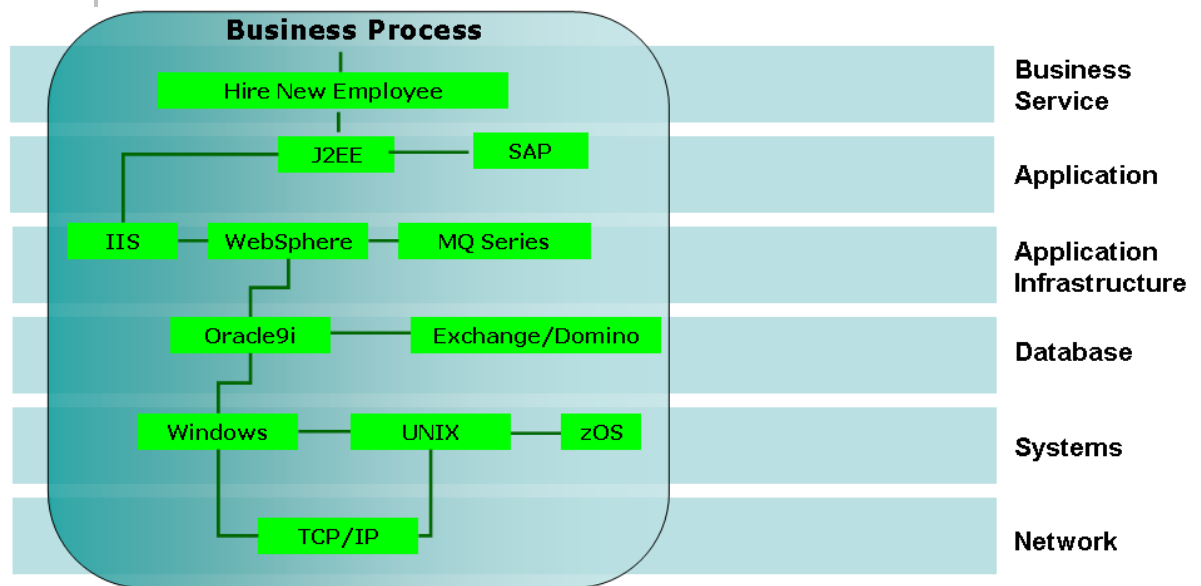 Business Process
Hire New Employee
Business
Service
J2EE
SAP
Application
IIS
WebSphere
MQ Series
Application
Infrastructure
Oracle9i
Exchange/Domino
Database
Windows
UNIX
zOS
Systems
TCP/IP
Network